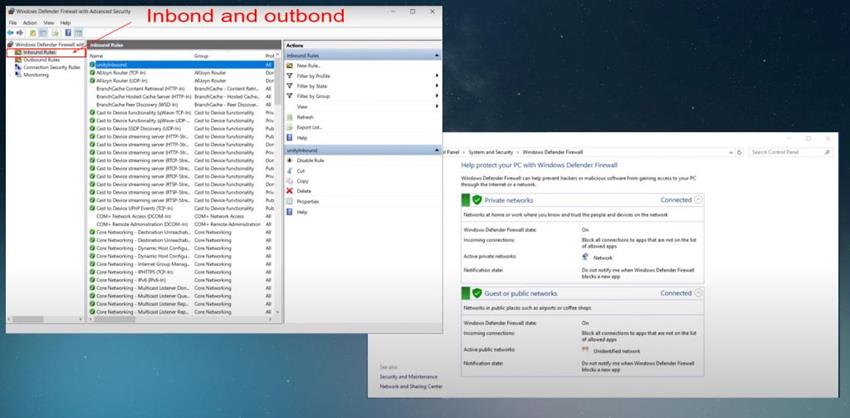 Inbond and outbond
Windows Defender Firewall with Advanced Security
File Action View Help
Windows Defender Firewall with
Inbound Rules
Outbound Rules
Connection Security Rules
Monitoring
Inbound Rules
Name Group Prof
unityInbound All
AllJoyn Router (TCP-In) AllJoyn Router Dor
AllJoyn Router (UDP-In) AllJoyn Router Dor
BranchCache Content Retrieval (HTTP-In) BranchCache - Content Retri... All
BranchCache Hosted Cache Server (HTTP-In) BranchCache - Hosted Cache... All
BranchCache Peer Discovery (WSD-In) BranchCache - Peer Discover... All
Cast to Device functionality (qWave-TCP-In) Cast to Device functionality Priv
Cast to Device functionality (qWave-UDP-... Cast to Device functionality Priv
Cast to Device SSDP Discovery (UDP-In) Cast to Device functionality Pub
Cast to Device streaming server (HTTP-Str... Cast to Device functionality
Cast to Device streaming server (HTTP-Str... Cast to Device functionality
Cast to Device streaming server (HTTP-Str... Cast to Device functionality
Cast to Device streaming server (RTCP-Stre... Cast to Device functionality
Cast to Device streaming server (RTCP-Stre... Cast to Device functionality
Cast to Device streaming server (RTCP-Stre... Cast to Device functionality
Cast to Device streaming server (RTSP-Stre... Cast to Device functionality
Cast to Device streaming server (RTSP-Stre... Cast to Device functionality
Cast to Device streaming server (RTSP-Stre... Cast to Device functionality
Cast to Device UPnP Events (TCP-In) Cast to Device functionality Pub
COM+ Network Access (DCOM-In) COM+ Network Access All
COM+ Remote Administration (DCOM-In) COM+ Remote Administration All
Core Networking - Destination Unreachab... Core Networking All
Core Networking - Destination Unreachab... Core Networking All
Core Networking - Dynamic Host Configu... Core Networking All
Core Networking - Dynamic Host Configu... Core Networking All
Core Networking - Internet Group Manag... Core Networking All
Core Networking - IPHTTPS (TCP-In) Core Networking All
Core Networking - IPv6 (IPv6-In) Core Networking All
Core Networking - Multicast Listener Don... Core Networking All
Core Networking - Multicast Listener Que... Core Networking All
Core Networking - Multicast Listener Rep... Core Networking All
Core Networking - Multicast Listener Rep... Core Networking All
Actions
Inbound Rules
New Rule...
Filter by Profile
Filter by State
Filter by Group
View
Refresh
Export List...
Help
unityInbound
Disable Rule
Cut
Copy
Delete
Properties
Help
ol Panel > System and Security > Windows Defender Firewall
Search Control Panel
Help protect your PC with Windows Defender Firewall
Windows Defender Firewall can help prevent hackers or malicious software from gaining access to your PC
through the Internet or a network.
Private networks Connected
Networks at home or work where you know and trust the people and devices on the network
Windows Defender Firewall state: On
Incoming connections: Block all connections to apps that are not on the list
of allowed apps
Active private networks: Network
Notification state: Do not notify me when Windows Defender Firewall
blocks a new app
Guest or public networks Connected
Networks in public places such as airports or coffee shops
Windows Defender Firewall state: On
Incoming connections: Block all connections to apps that are not on the list
of allowed apps
Active public networks: Unidentified network
Notification state: Do not notify me when Windows Defender Firewall
blocks a new app
See also
Security and Maintenance
Network and Sharing Center